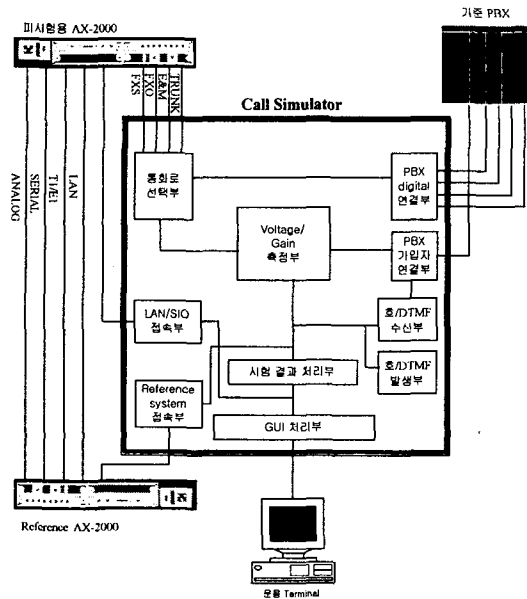 피시험용 AX-2000
기준 PBX
TRUNK
E&M
FXO
FXS
Call Simulator
LAN
T1/E1
SERIAL
ANALOG
통화로
선택부
PBX
digital
연결부
Voltage/
Gain
측정부
PBX
가입자
연결부
LAN/SIO
접속부
호/DTMF
수신부
시험 결과 처리부
호/DTMF
발생부
Reference
system
접속부
GUI 처리부
Reference AX-2000
운용 Terminal